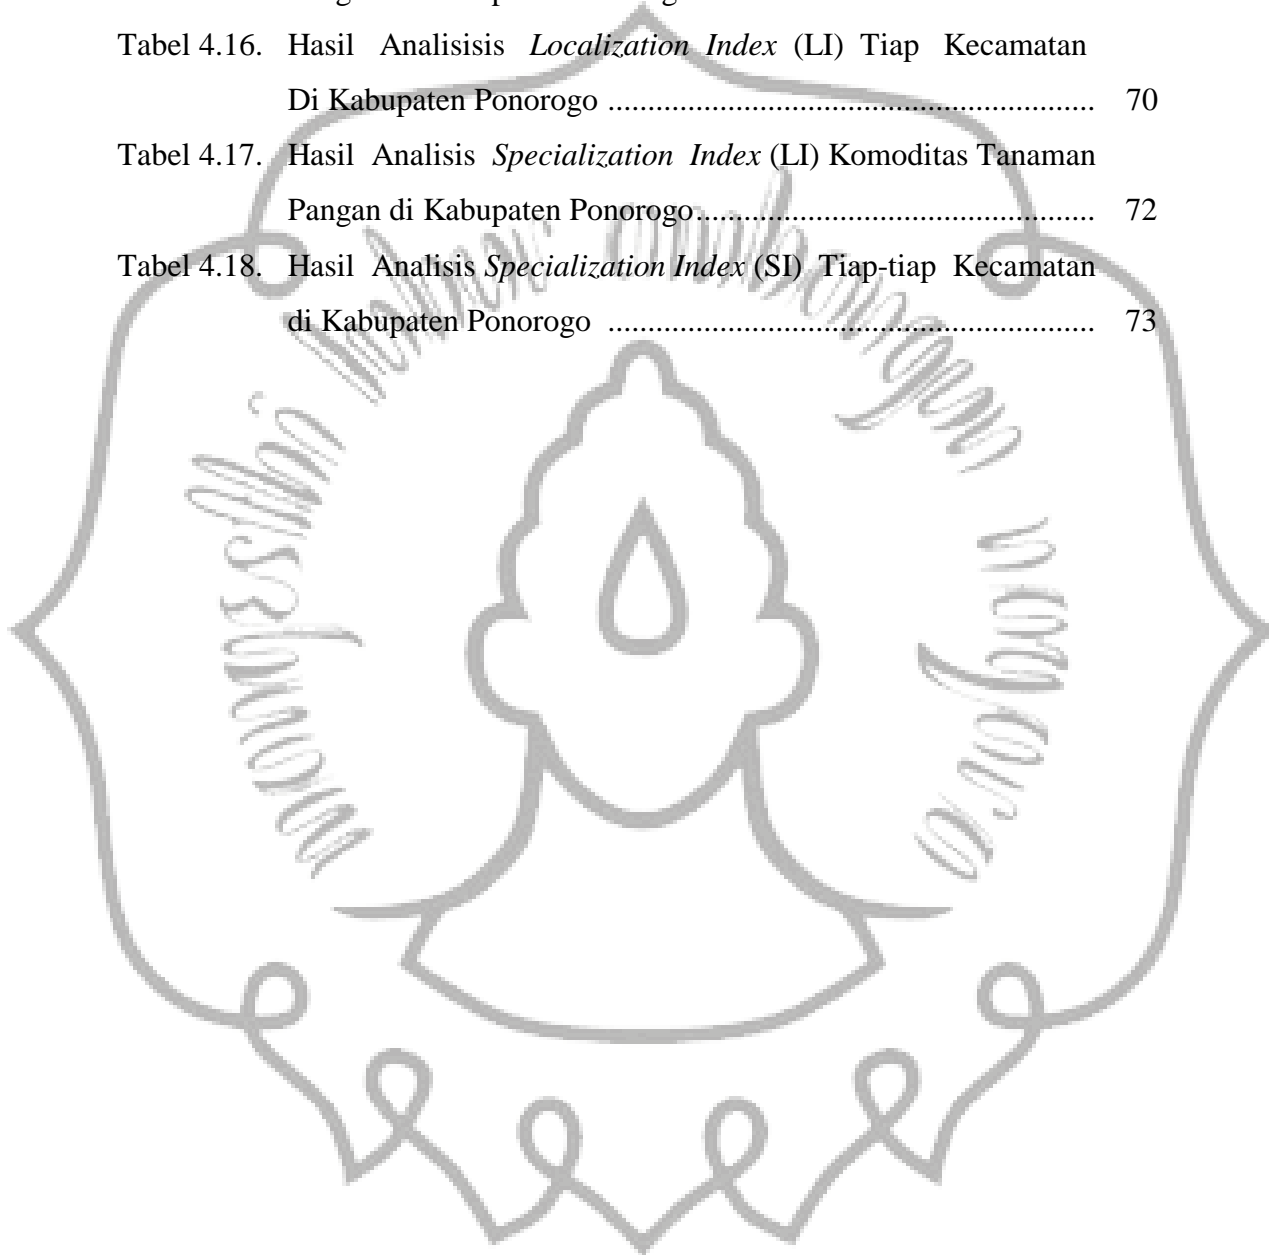 Tabel 4.16. Hasil Analisisis Localization Index (LI) Tiap Kecamatan
Di Kabupaten Ponorogo .............................................................. 70
Tabel 4.17. Hasil Analisis Specialization Index (LI) Komoditas Tanaman
Pangan di Kabupaten Ponorogo................................................... 72
Tabel 4.18. Hasil Analisis Specialization Index (SI) Tiap-tiap Kecamatan
di Kabupaten Ponorogo .............................................................. 73